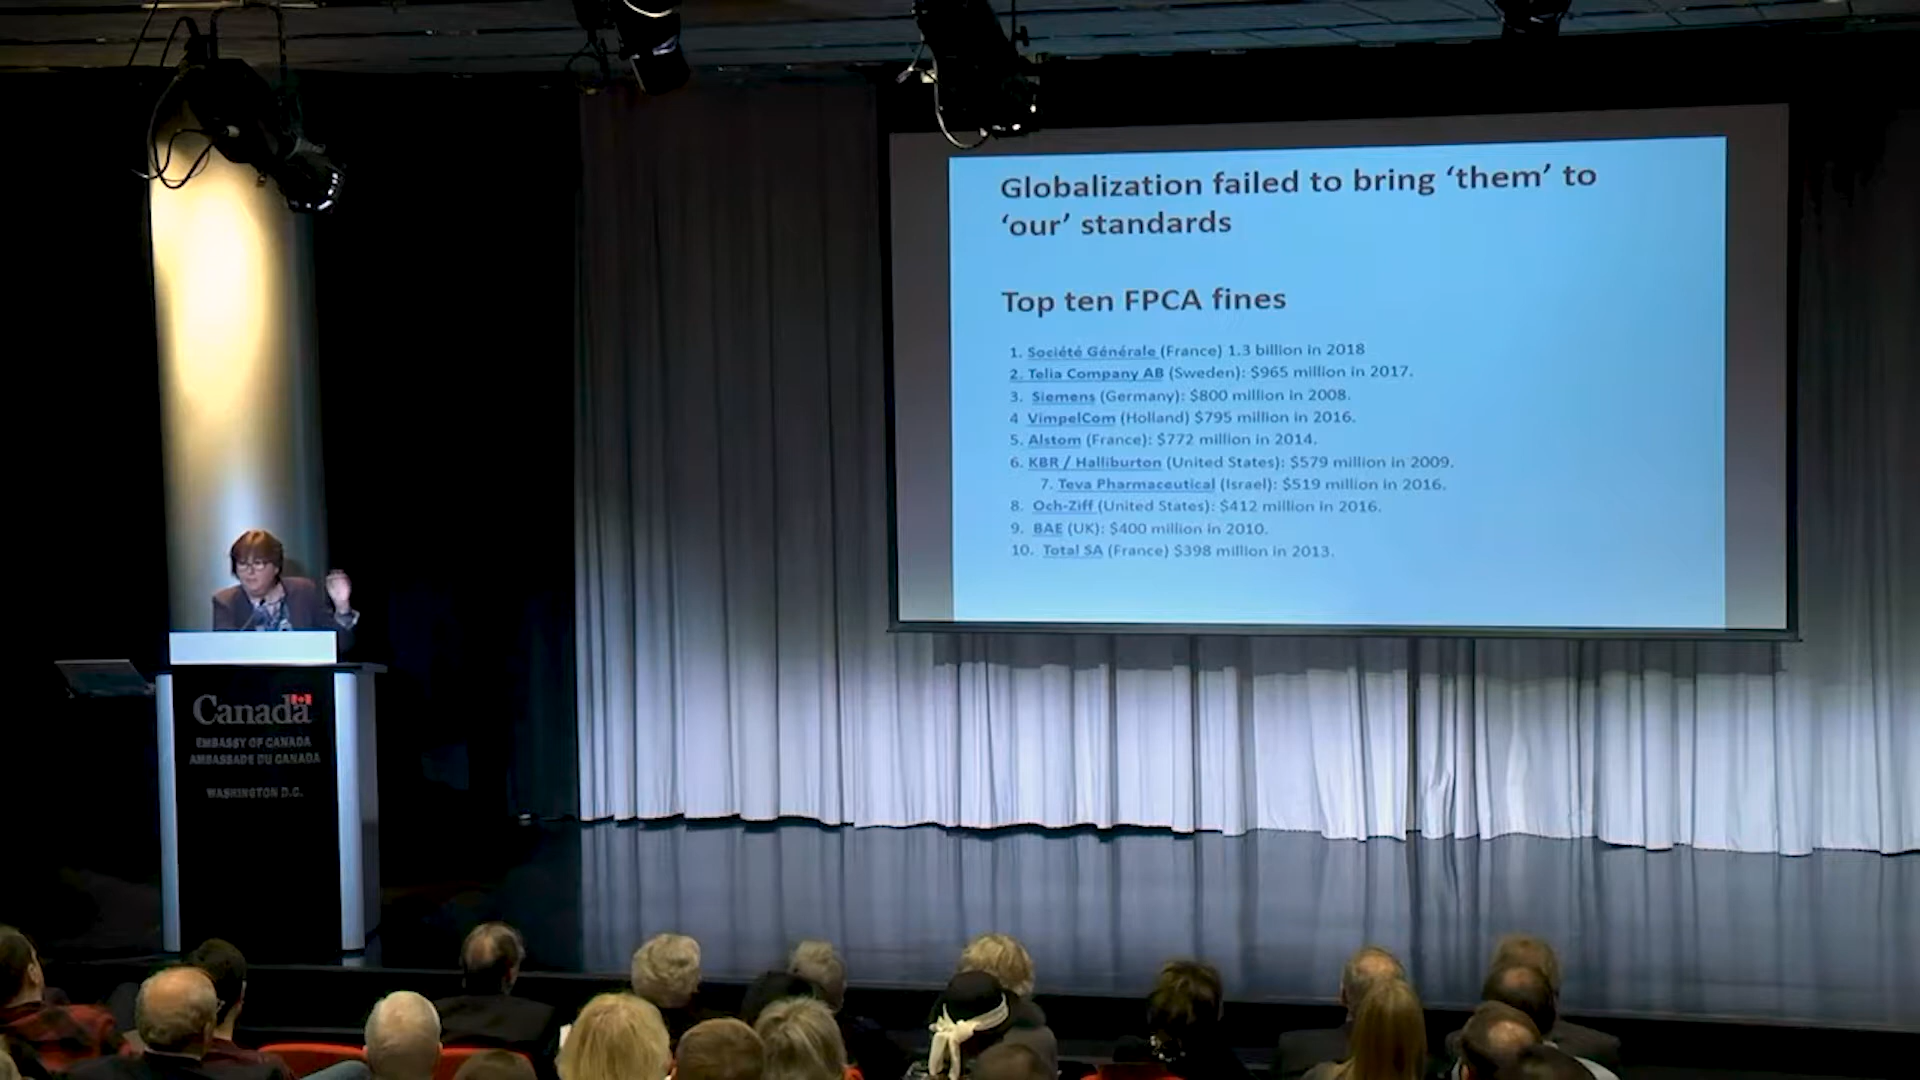 Globalization failed to bring ‘them’ to
‘our’ standards
Top ten FPCA fines
1. Société Générale (France) 1.3 billion in 2018
2. Telia Company AB (Sweden): $965 million in 2017.
3. Siemens (Germany): $800 million in 2008.
4 VimpelCom (Holland) $795 million in 2016.
5. Alstom (France): $772 million in 2014.
6. KBR / Halliburton (United States): $579 million in 2009.
7. Teva Pharmaceutical (Israel): $519 million in 2016.
8. Och-Ziff (United States): $412 million in 2016.
9. BAE (UK): $400 million in 2010.
10. Total SA (France) $398 million in 2013.
Canada
EMBASSY OF CANADA
AMBASSADE DU CANADA
WASHINGTON D.C.